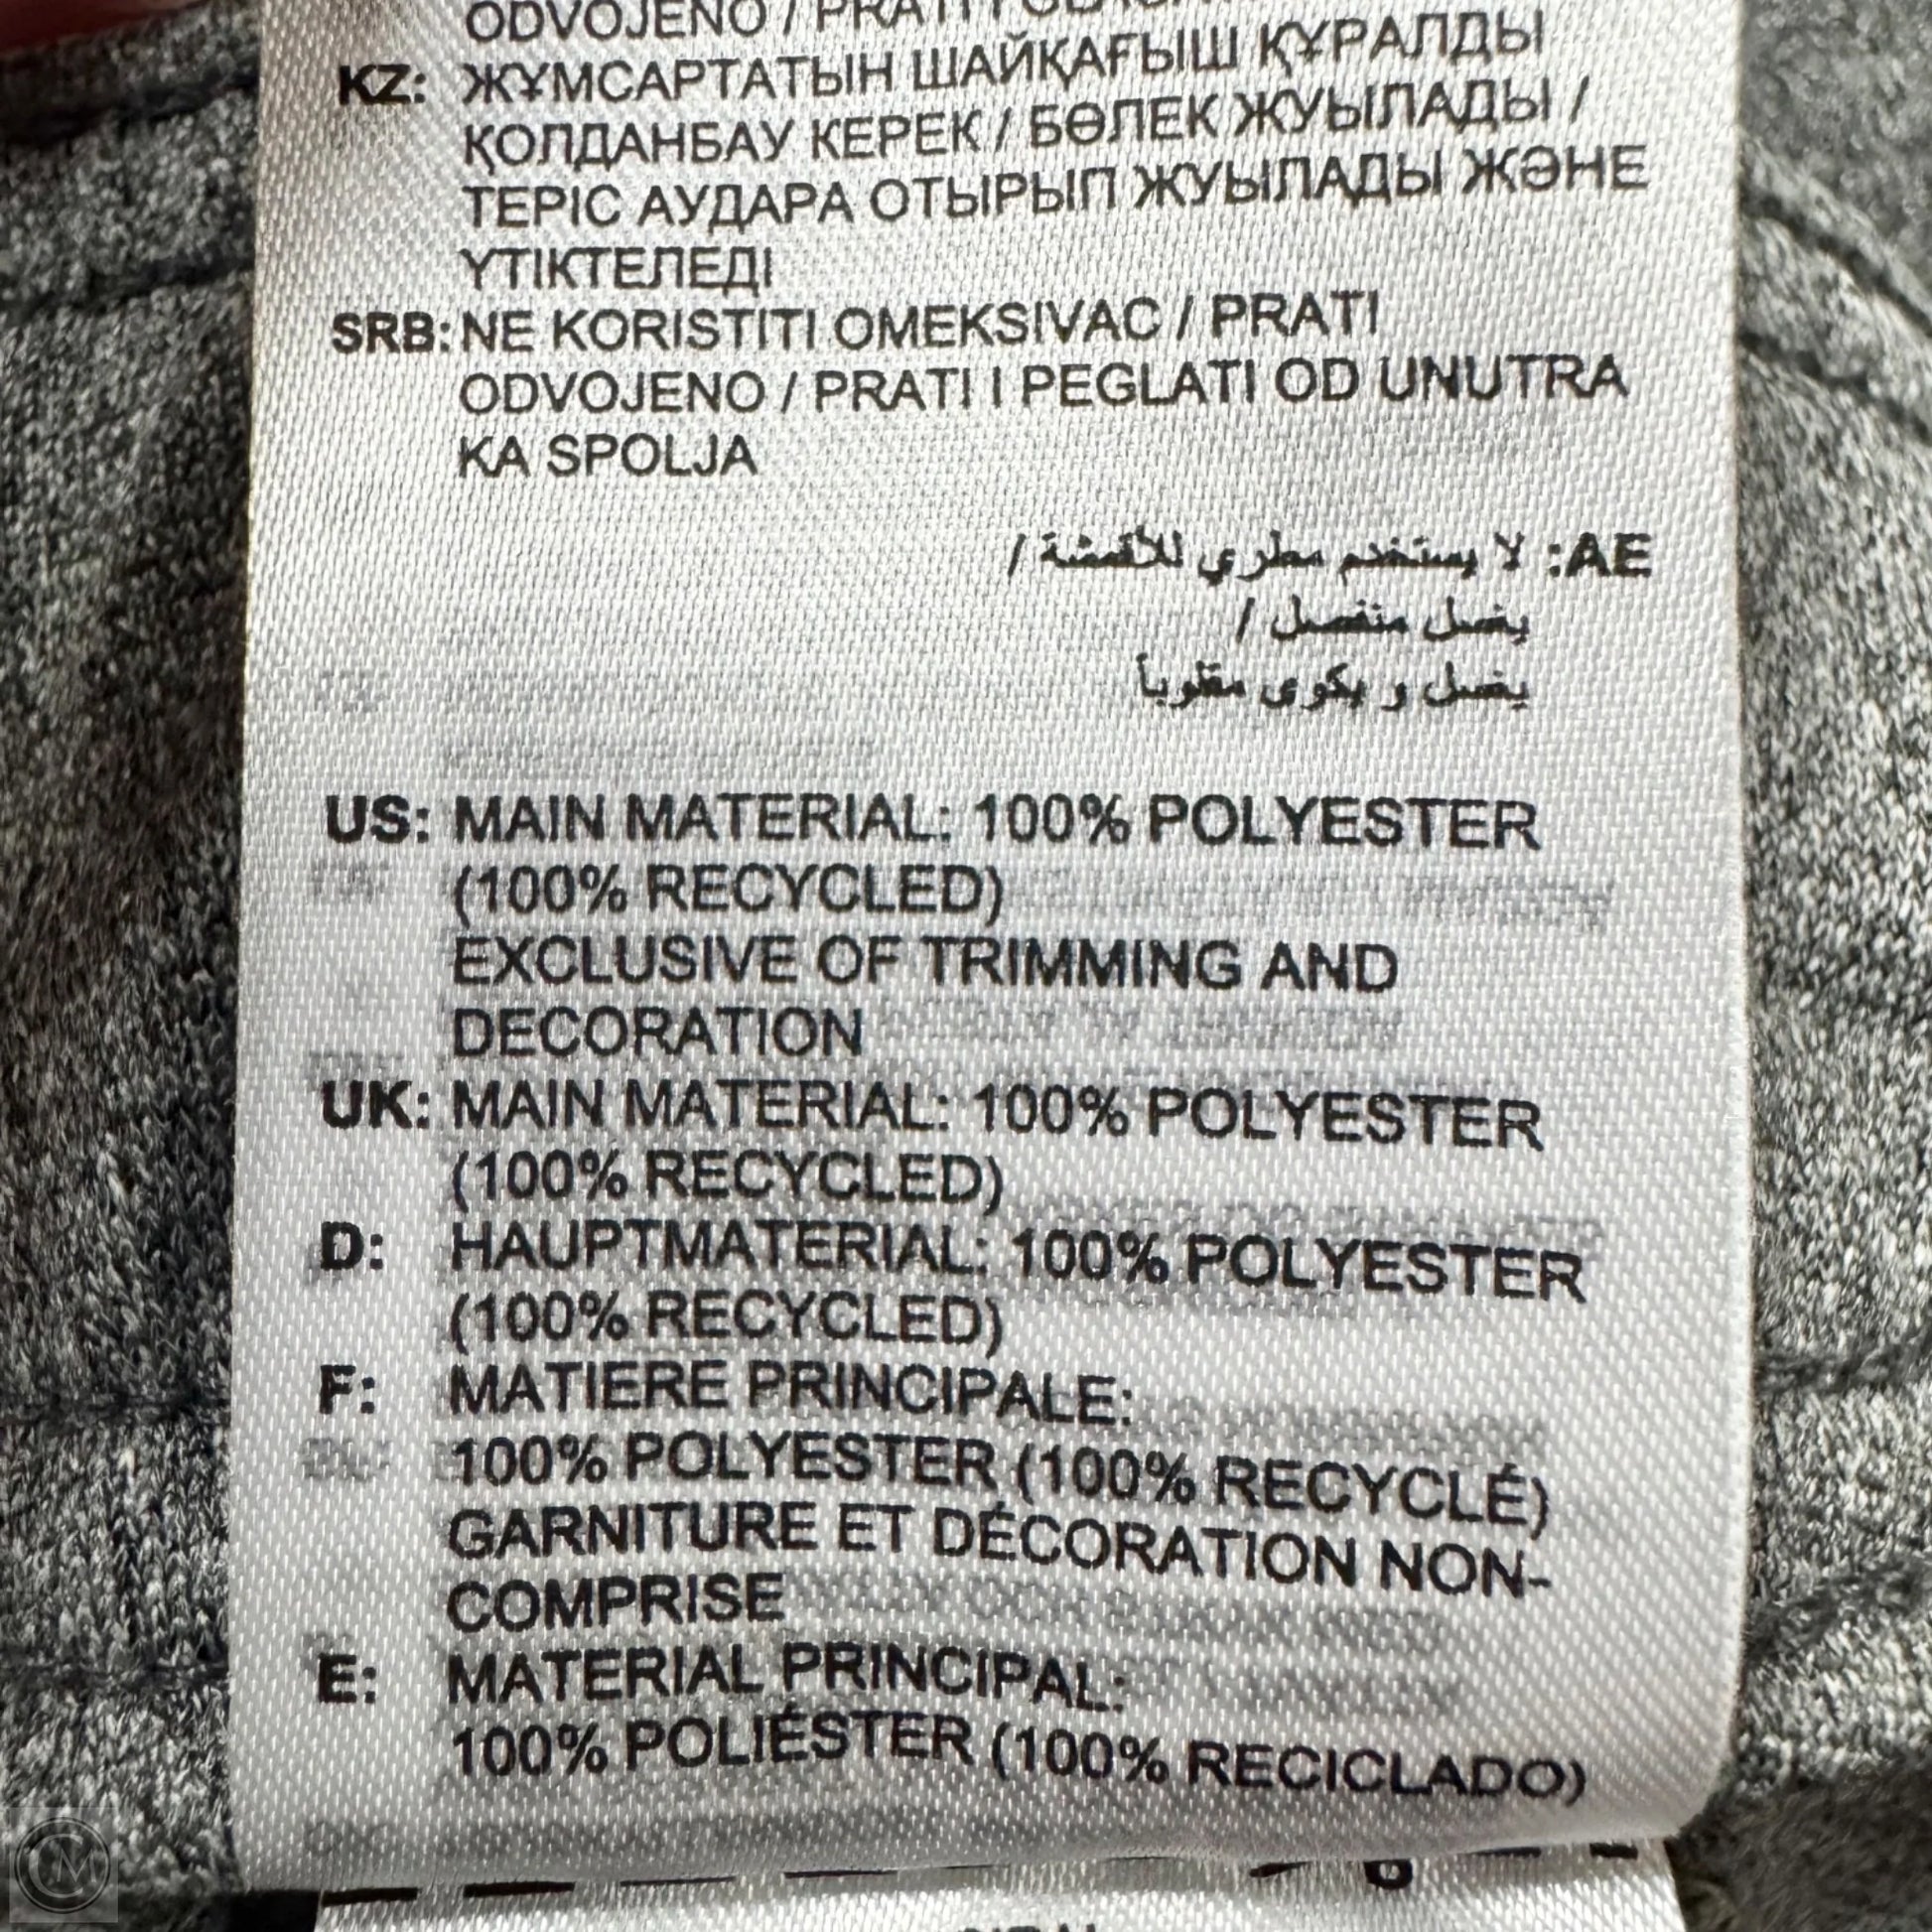 ODVOJENO / PRATI I
KZ: ЖҰМСАРТАТЫН ШАЙҚАҒЫШ ҚҰРАЛДЫ
ҚОЛДАНБАУ КЕРЕК / БӨЛЕК ЖУЫЛАДЫ /
ТЕРІС АУДАРА ОТЫРЫП ЖУЫЛАДЫ ЖӘНЕ
ҮТІКТЕЛЕДІ
SRB: NE KORISTITI OMEKSIVAC / PRATI
ODVOJENO / PRATI I PEGLATI OD UNUTRA
KA SPOLJA
AE: لا يستخدم مطري للأقمشة /
يغسل منفصل /
يغسل و يكوى مقلوباً
US: MAIN MATERIAL: 100% POLYESTER
(100% RECYCLED)
EXCLUSIVE OF TRIMMING AND
DECORATION
UK: MAIN MATERIAL: 100% POLYESTER
(100% RECYCLED)
D: HAUPTMATERIAL: 100% POLYESTER
(100% RECYCLED)
F: MATIERE PRINCIPALE:
100% POLYESTER (100% RECYCLÉ)
GARNITURE ET DÉCORATION NON-
COMPRISE
E: MATERIAL PRINCIPAL:
100% POLIÉSTER (100% RECICLADO)